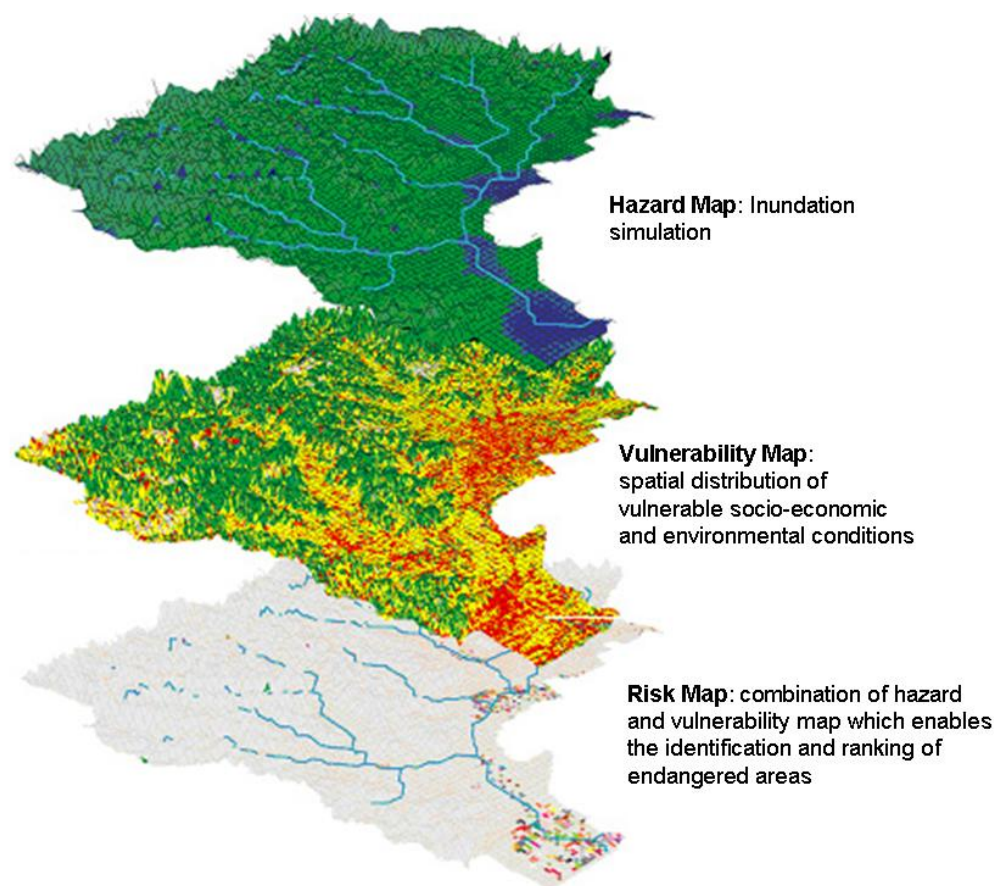 Hazard Map: Inundation
simulation
Vulnerability Map:
spatial distribution of
vulnerable socio-economic
and environmental conditions
Risk Map: combination of hazard
and vulnerability map which enables
the identification and ranking of
endangered areas